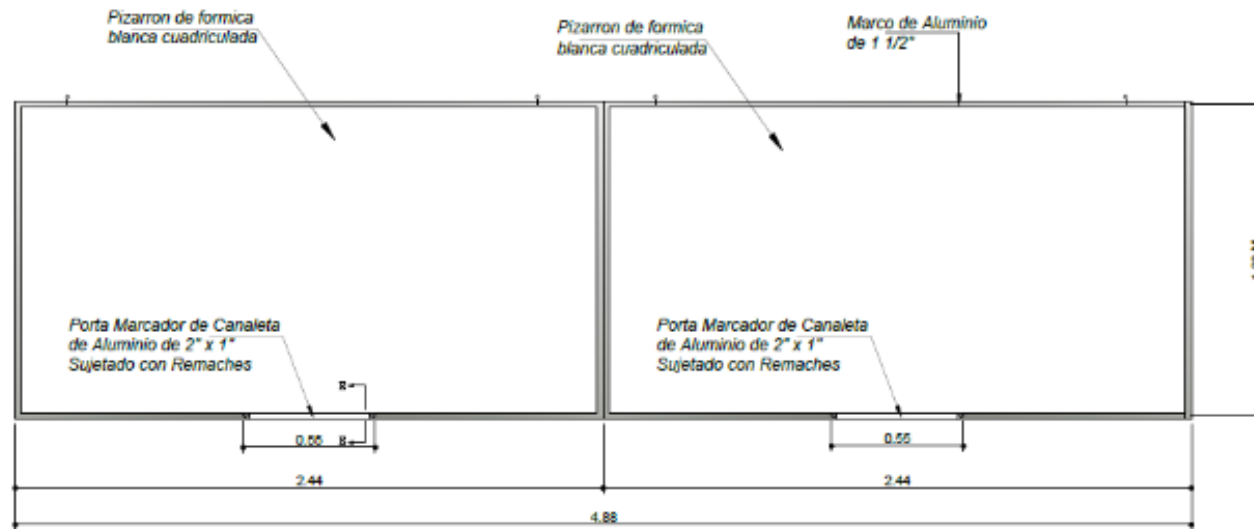 Pizarron de formica
blanca cuadriculada
Pizarron de formica
blanca cuadriculada
Marco de Aluminio
de 1 1/2"
Porta Marcador de Canaleta
de Aluminio de 2" x 1"
Sujetado con Remaches
Porta Marcador de Canaleta
de Aluminio de 2" x 1"
Sujetado con Remaches
0.55
0.55
2.44
2.44
4.88